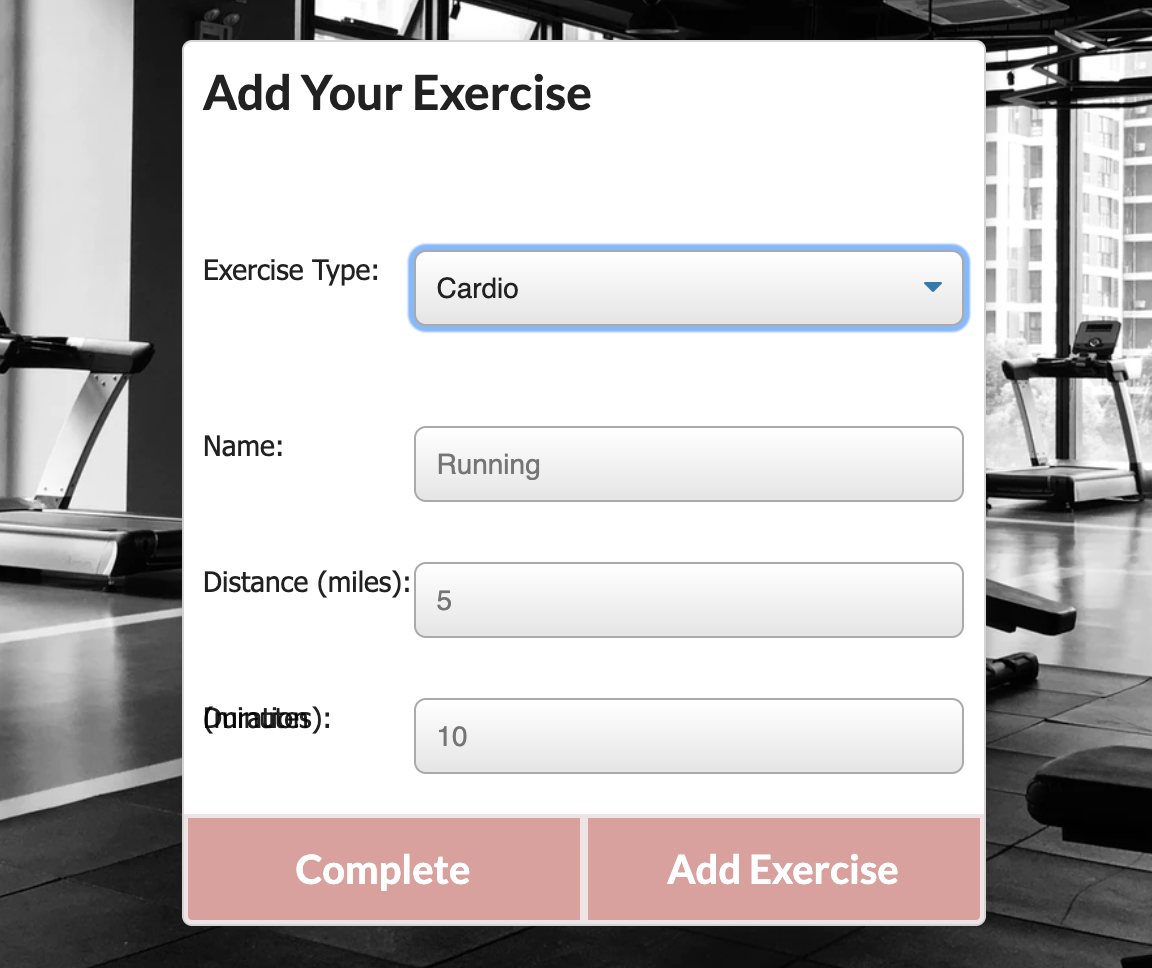 Add Your Exercise
Exercise Type: Cardio
Name: Running
Distance (miles): 5
Duration
(minutes): 10
Complete Add Exercise